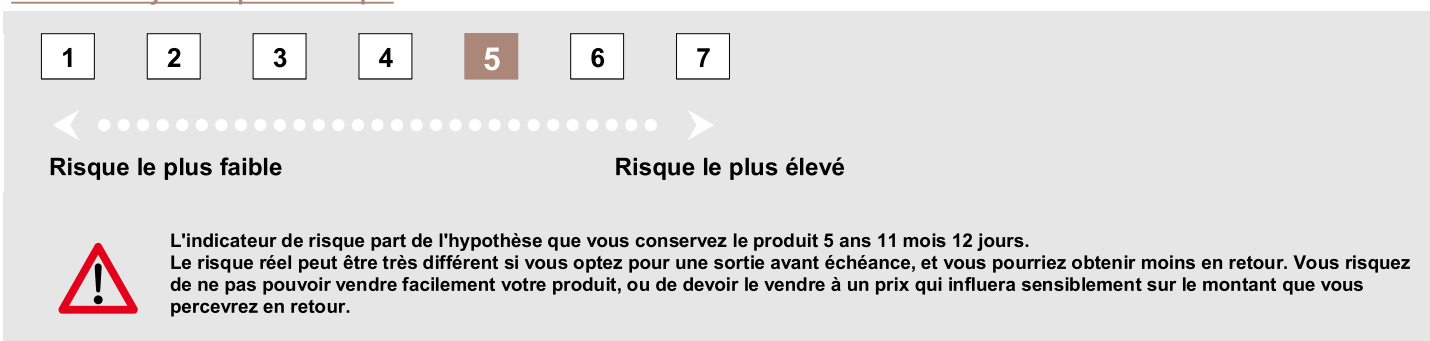 1 2 3 4 5 6 7
Risque le plus faible Risque le plus élevé
L'indicateur de risque part de l'hypothèse que vous conservez le produit 5 ans 11 mois 12 jours.
Le risque réel peut être très différent si vous optez pour une sortie avant échéance, et vous pourriez obtenir moins en retour. Vous risquez
de ne pas pouvoir vendre facilement votre produit, ou de devoir le vendre à un prix qui influera sensiblement sur le montant que vous
percevrez en retour.